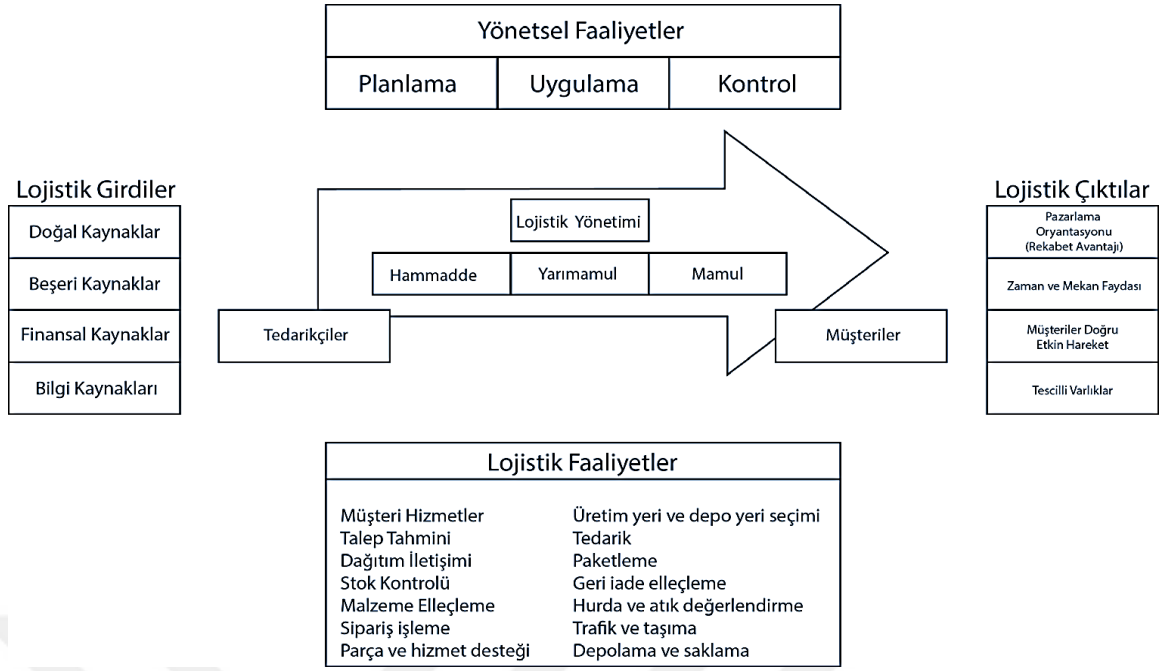 Yönetsel Faaliyetler
Planlama
Uygulama
Kontrol
Lojistik Girdiler
Doğal Kaynaklar
Beşeri Kaynaklar
Finansal Kaynaklar
Bilgi Kaynakları
Lojistik Yönetimi
Hammadde
Yarımamul
Mamul
Tedarikçiler
Müşteriler
Lojistik Çıktılar
Pazarlama
Oryantasyonu
(Rekabet Avantajı)
Zaman ve Mekan Faydası
Müşteriler Doğru
Etkin Hareket
Tescilli Varlıklar
Lojistik Faaliyetler
Müşteri Hizmetler
Talep Tahmini
Dağıtım İletişimi
Stok Kontrolü
Malzeme Elleçleme
Sipariş işleme
Parça ve hizmet desteği
Üretim yeri ve depo yeri seçimi
Tedarik
Paketleme
Geri iade elleçleme
Hurda ve atık değerlendirme
Trafik ve taşıma
Depolama ve saklama